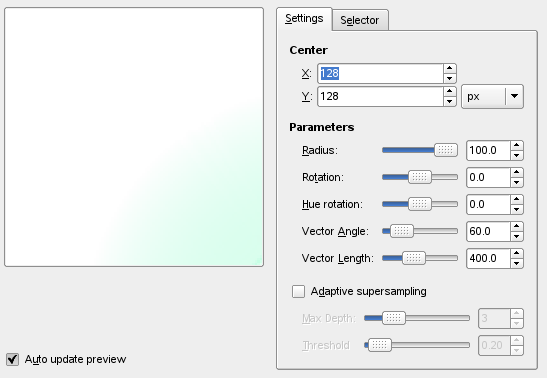 Settings Selector
Center
X: 128
Y: 128 px
Parameters
Radius: 100.0
Rotation: 0.0
Hue rotation: 0.0
Vector Angle: 60.0
Vector Length: 400.0
Adaptive supersampling
Max Depth: 3
Threshold 0.20
Auto update preview